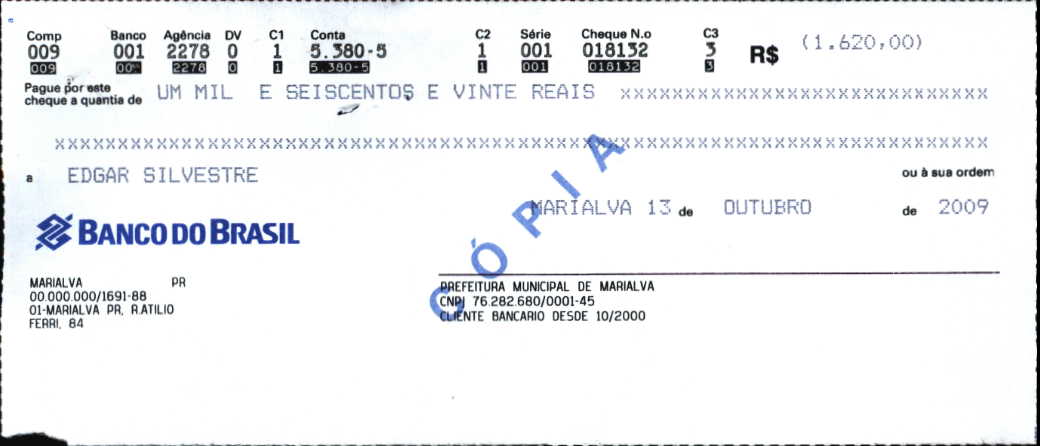 Comp Banco Agência DV C1 Conta C2 Série Cheque N.o C3
009 001 2278 0 1 5.380-5 1 001 018132 3 R$ (1.620,00)
009 001 2278 0 1 5.380-5 1 001 018132 3
Pague por este
cheque a quantia de UM MIL E SEISCENTOS E VINTE REAIS xxxxxxxxxxxxxxxxxxxxxxxxxxxxx
xxxxxxxxxxxxxxxxxxxxxxxxxxxxxxxxxxxxxxxxxxxxxxxxxxxxxxxxxxxxxxxxxxxxxxxxxx
a EDGAR SILVESTRE ou à sua ordem
MARIALVA 13 de OUTUBRO de 2009
CÓPIA
BANCO DO BRASIL
MARIALVA PR
00.000.000/1691-88
01-MARIALVA PR, R.ATILIO
FERRI, 84
PREFEITURA MUNICIPAL DE MARIALVA
CNPJ 76.282.680/0001-45
CLIENTE BANCARIO DESDE 10/2000